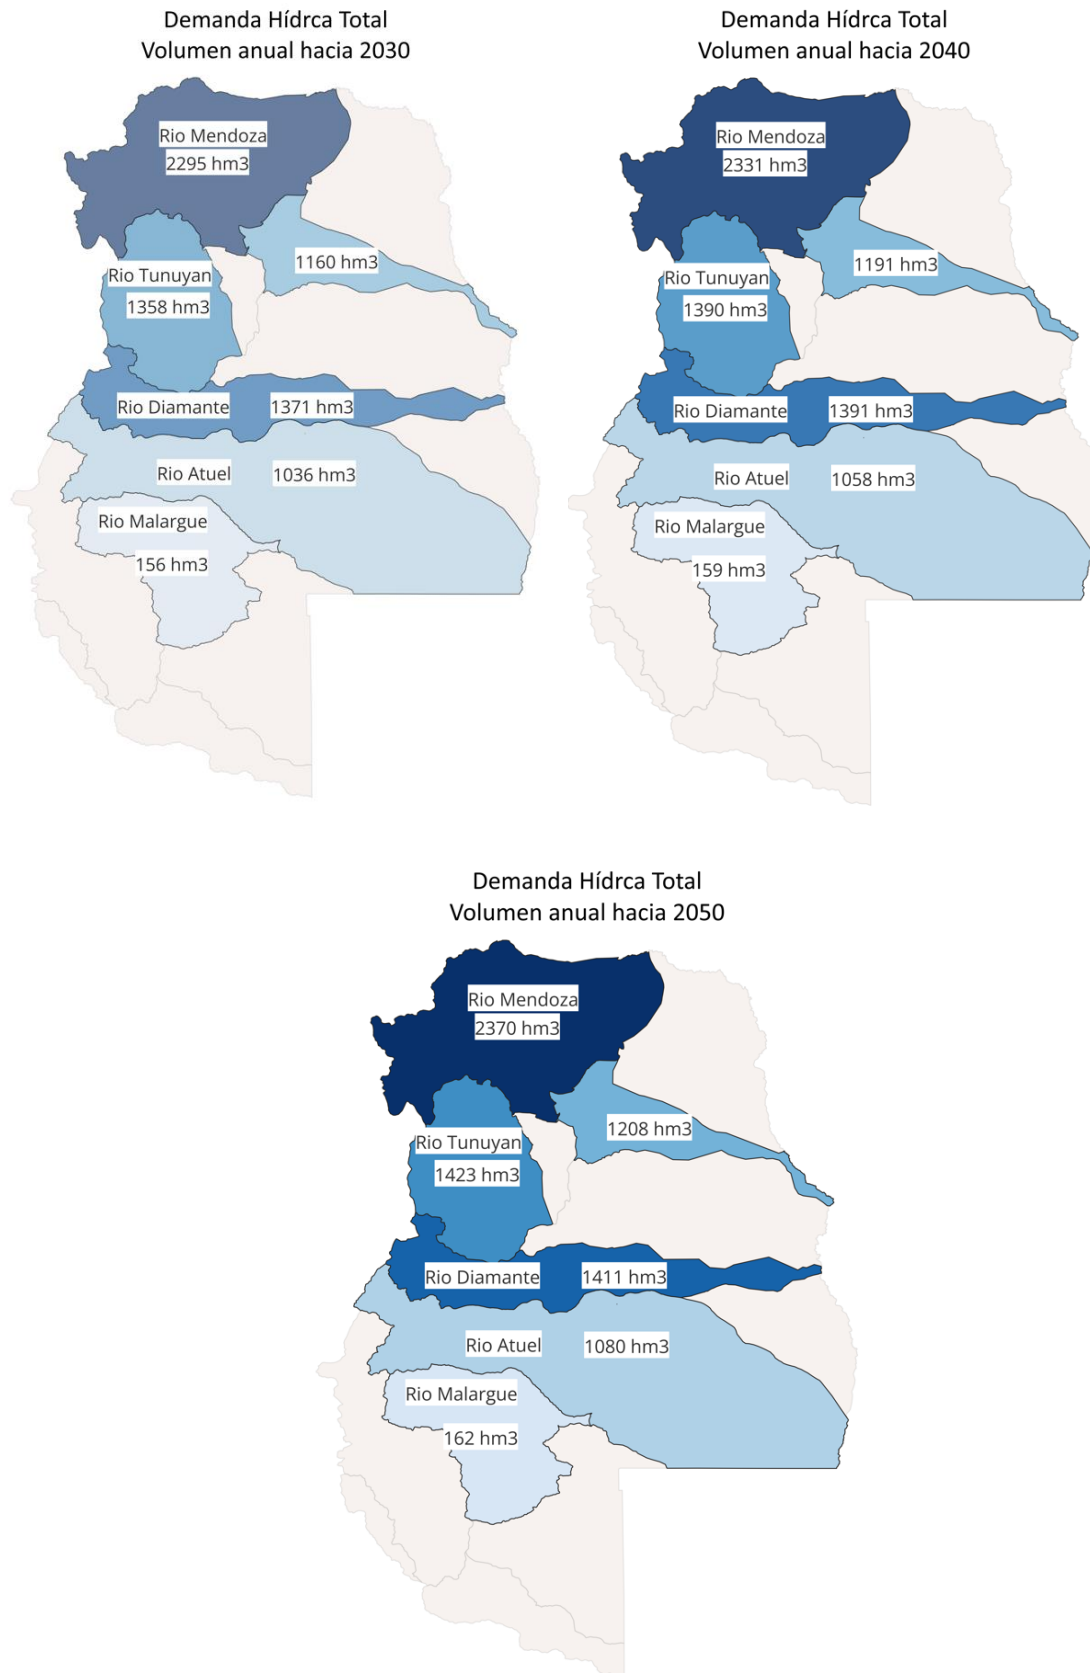 Demanda Hídrca Total
Volumen anual hacia 2030
Rio Mendoza
2295 hm3
1160 hm3
Rio Tunuyan
1358 hm3
Rio Diamante 1371 hm3
Rio Atuel 1036 hm3
Rio Malargue
156 hm3
Demanda Hídrca Total
Volumen anual hacia 2040
Rio Mendoza
2331 hm3
1191 hm3
Rio Tunuyan
1390 hm3
Rio Diamante 1391 hm3
Rio Atuel 1058 hm3
Rio Malargue
159 hm3
Demanda Hídrca Total
Volumen anual hacia 2050
Rio Mendoza
2370 hm3
1208 hm3
Rio Tunuyan
1423 hm3
Rio Diamante 1411 hm3
Rio Atuel 1080 hm3
Rio Malargue
162 hm3